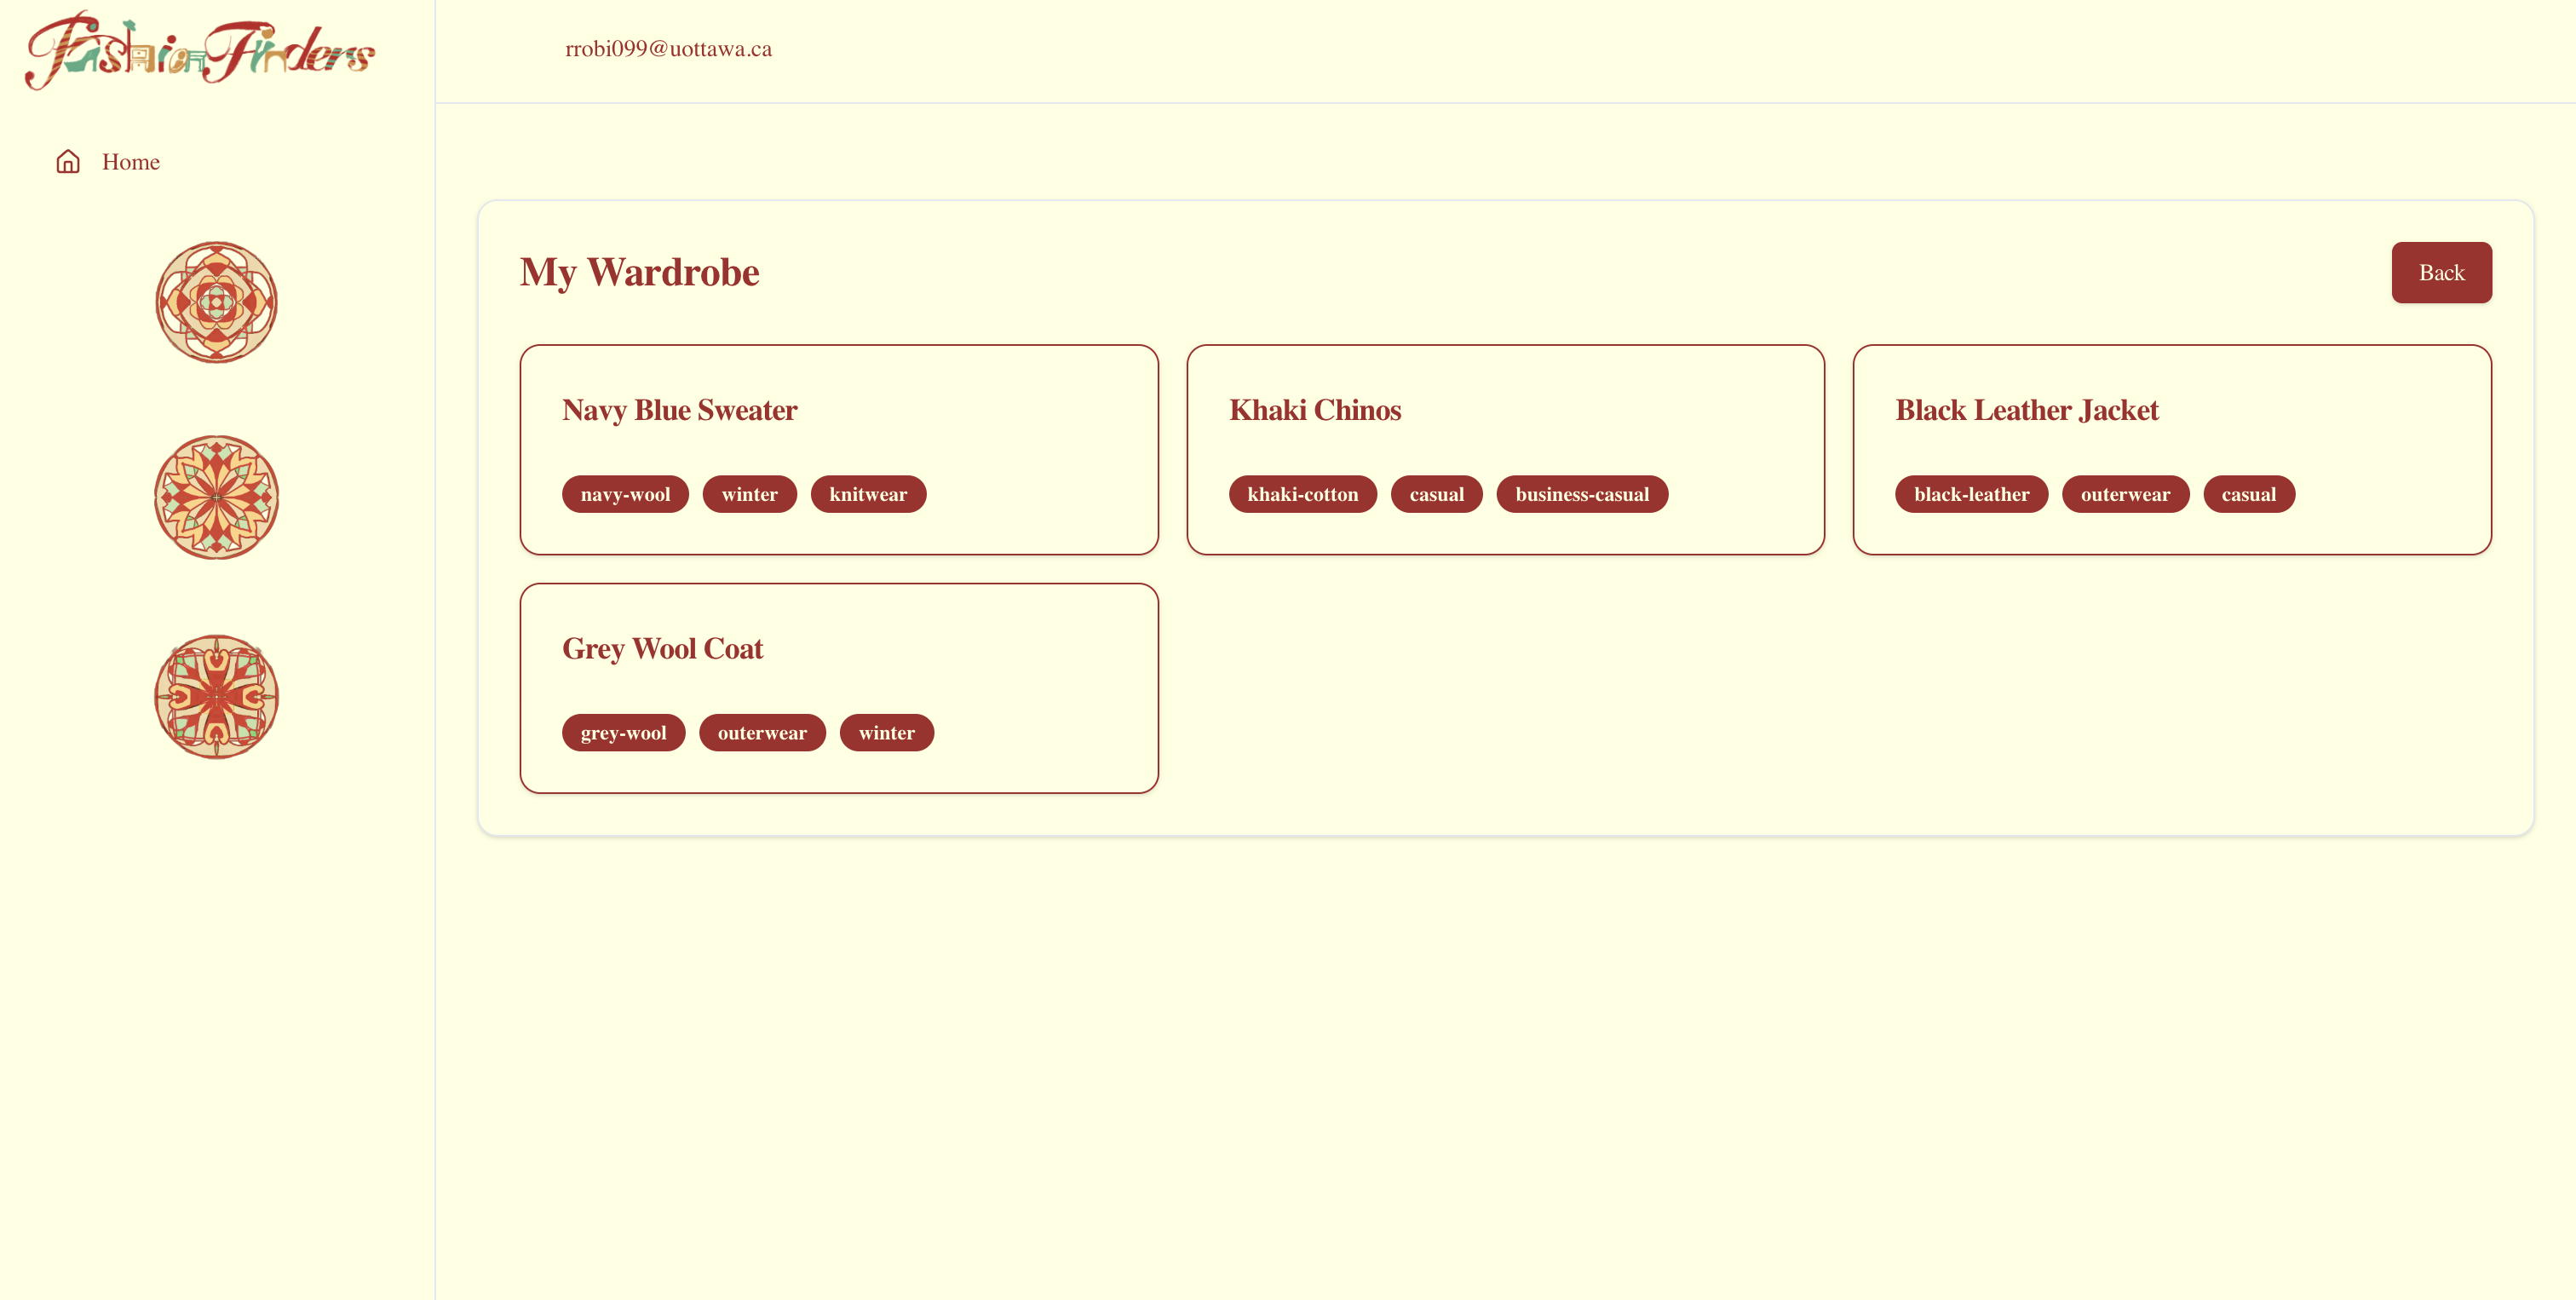 Fashion Finders
rrobi099@uottawa.ca
Home
My Wardrobe
Back
Navy Blue Sweater
navy-wool winter knitwear
Khaki Chinos
khaki-cotton casual business-casual
Black Leather Jacket
black-leather outerwear casual
Grey Wool Coat
grey-wool outerwear winter